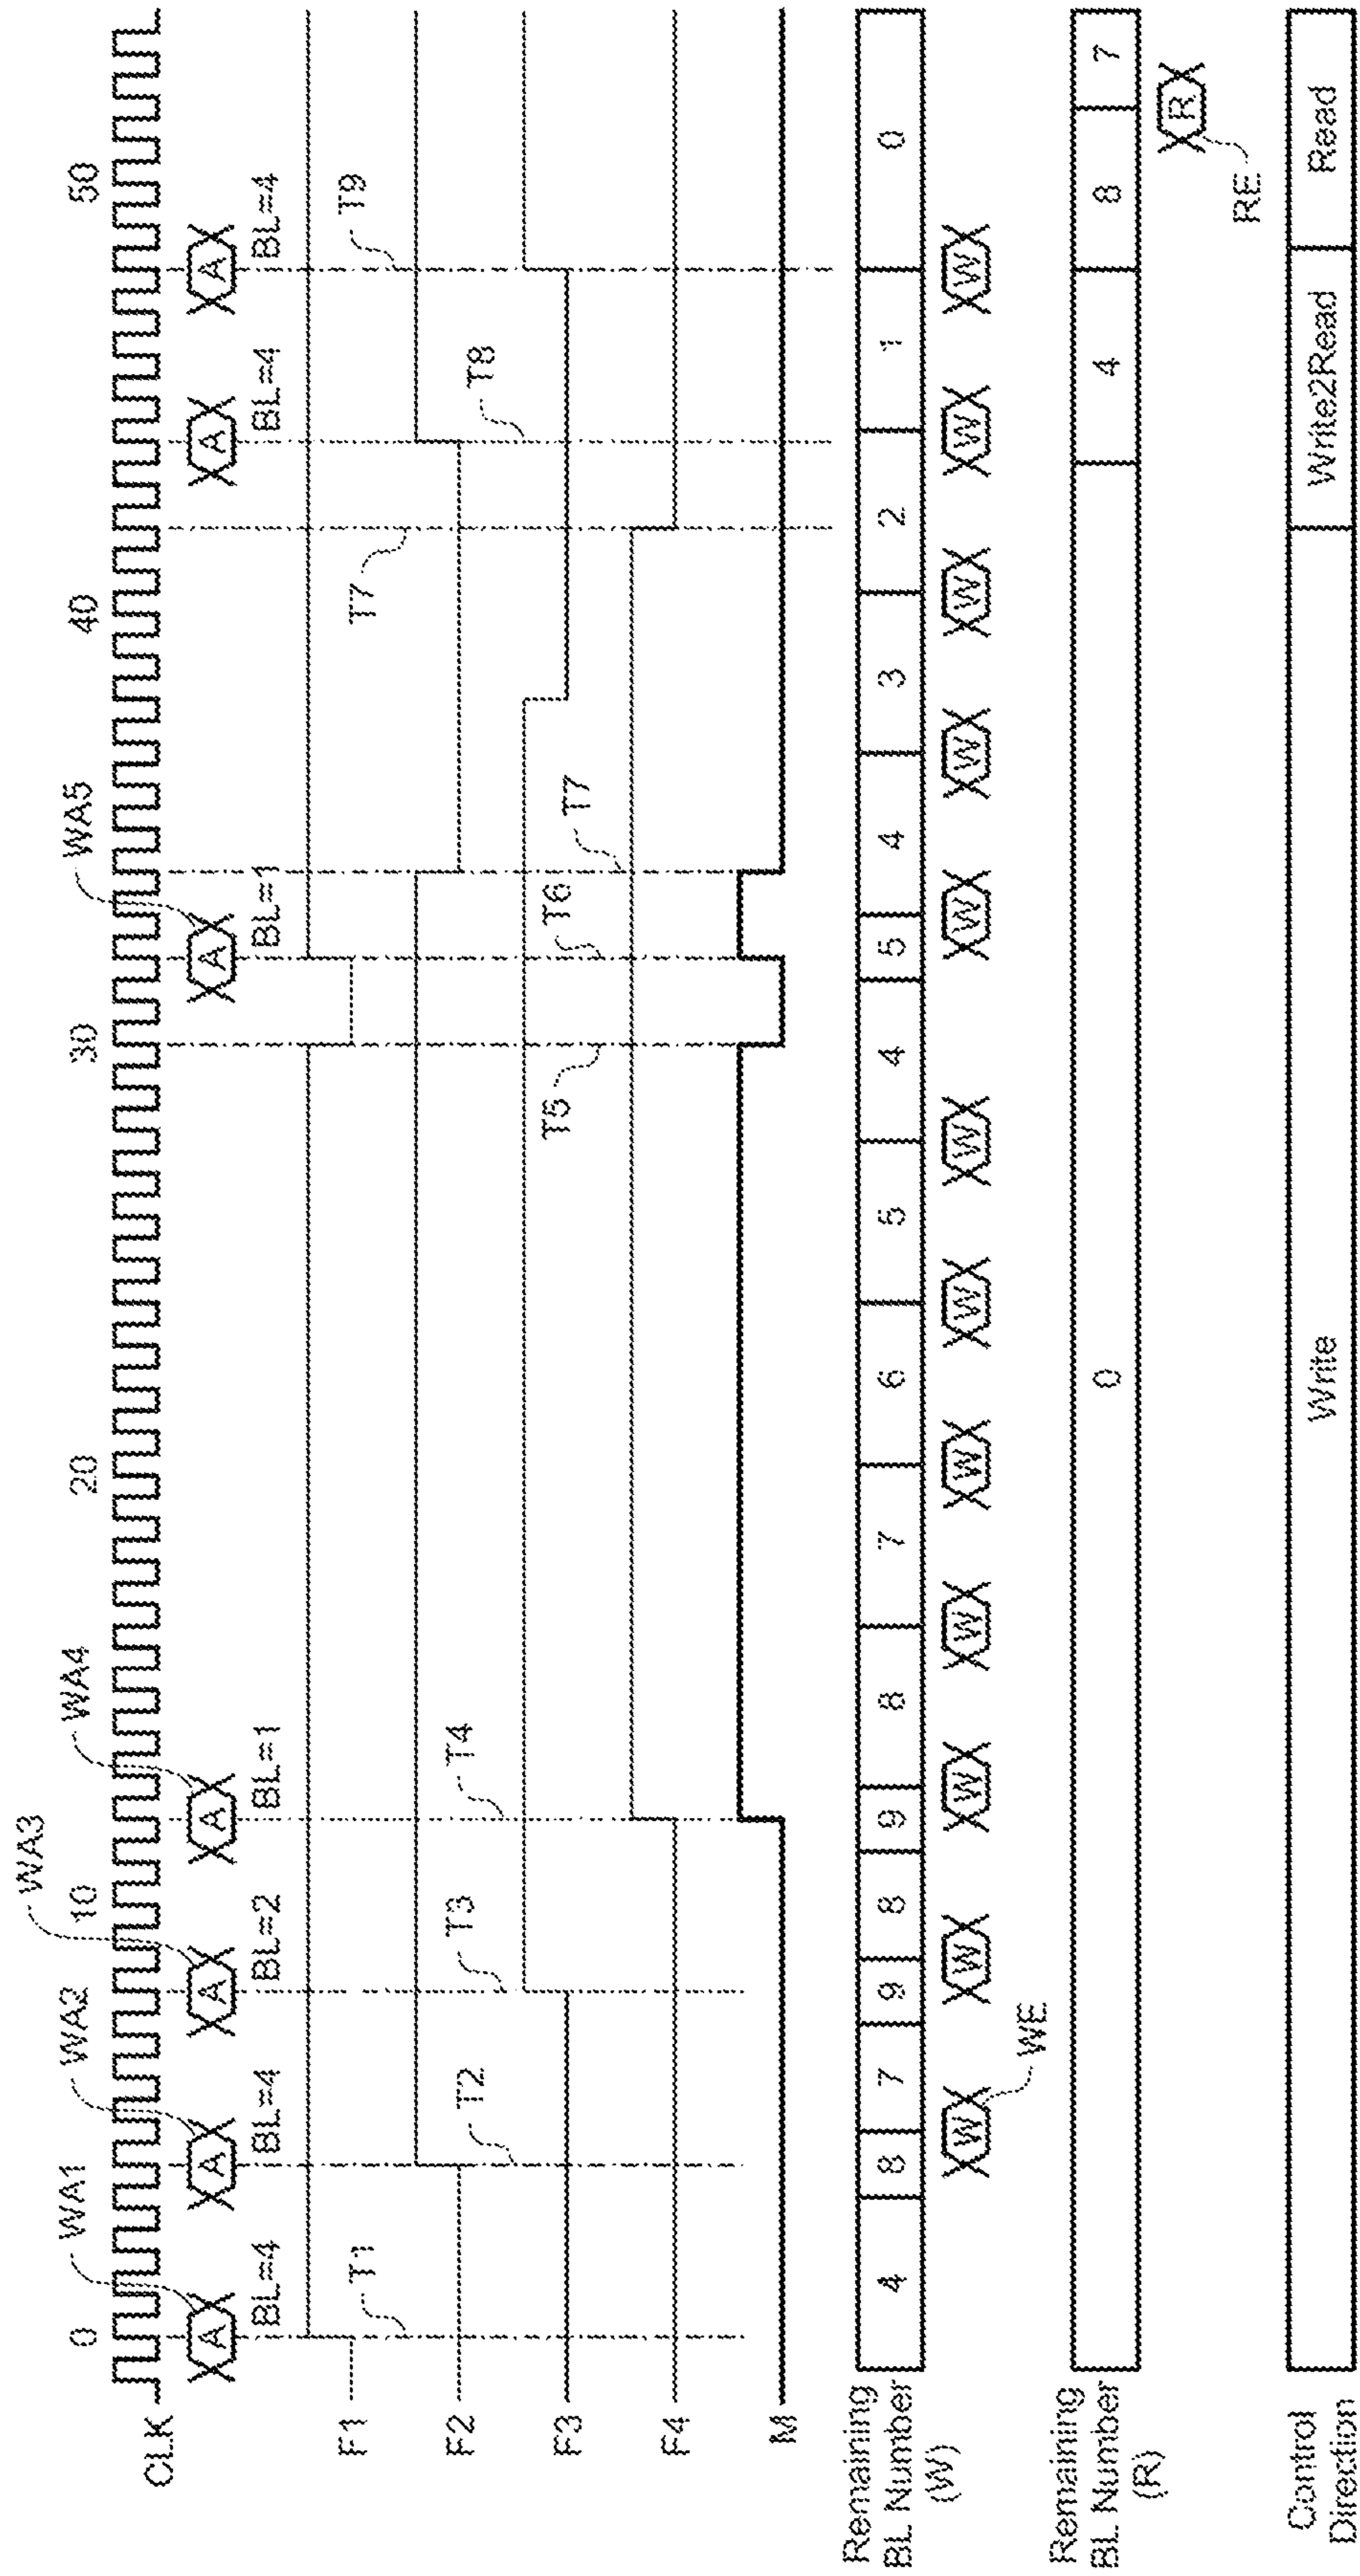 WA1 WA2 WA3 WA4 WA5
0 10 20 30 40 50
CLK
A A A A A A A
BL=4 BL=4 BL=2 BL=1 BL=1 BL=4 BL=4
F1 T1 T7 T9
F2 T2 T3 T4 T8
F3 T5 T6 T7
F4
M
Remaining
BL Number
(W)
4 8 7 9 8 9 8 7 6 5 4 5 4 3 2 1 0
W W W W W W W W W W W W
WE
Remaining
BL Number
(R)
0 4 8 7
R
RE
Control
Direction
Write Write2Read Read